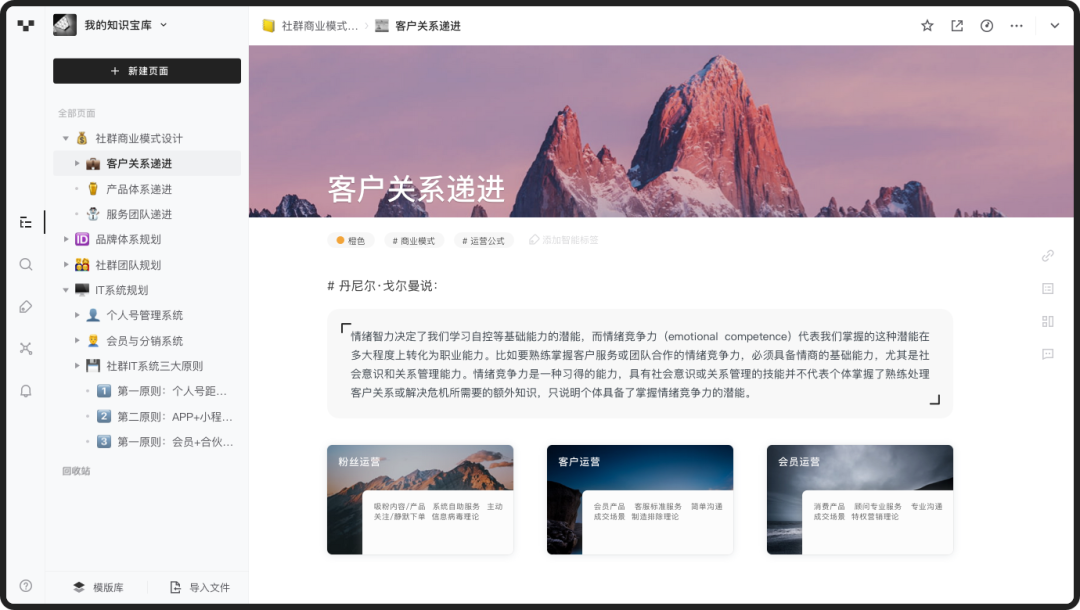 我的知识宝库
社群商业模式... 客户关系递进
+ 新建页面
全部页面
社群商业模式设计
客户关系递进
产品体系递进
服务团队递进
ID 品牌体系规划
社群团队规划
IT系统规划
个人号管理系统
会员与分销系统
社群IT系统三大原则
1 第一原则：个人号距...
2 第二原则：APP+小程...
3 第一原则：会员+合伙...
回收站
模版库 导入文件
客户关系递进
橙色 # 商业模式 # 运营公式 添加智能标签
# 丹尼尔·戈尔曼说：
情绪智力决定了我们学习自控等基础能力的潜能，而情绪竞争力（emotional competence）代表我们掌握的这种潜能在
多大程度上转化为职业能力。比如要熟练掌握客户服务或团队合作的情绪竞争力，必须具备情商的基础能力，尤其是社
会意识和关系管理能力。情绪竞争力是一种习得的能力，具有社会意识或关系管理的技能并不代表个体掌握了熟练处理
客户关系或解决危机所需要的额外知识，只说明个体具备了掌握情绪竞争力的潜能。
粉丝运营
吸粉内容/产品 系统自助服务 主动
关注/静默下单 信息病毒理论
客户运营
会员产品 客服标准服务 简单沟通
成交场景 制造排除理论
会员运营
消费产品 顾问专业服务 专业沟通
成交场景 特权营销理论